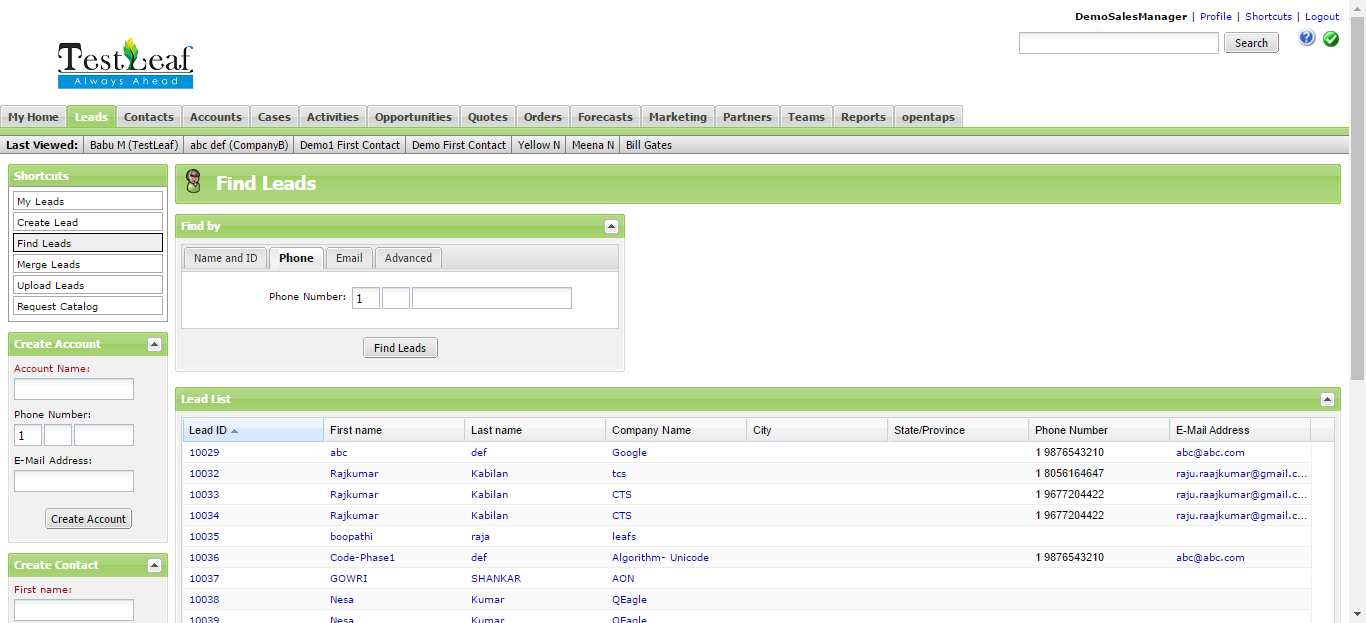 DemoSalesManager | Profile | Shortcuts | Logout
Search
TestLeaf
Always Ahead
My Home Leads Contacts Accounts Cases Activities Opportunities Quotes Orders Forecasts Marketing Partners Teams Reports opentaps
Last Viewed: Babu M (TestLeaf) abc def (CompanyB) Demo1 First Contact Demo First Contact Yellow N Meena N Bill Gates
Shortcuts
My Leads
Create Lead
Find Leads
Merge Leads
Upload Leads
Request Catalog
Create Account
Account Name:
Phone Number:
1
E-Mail Address:
Create Account
Create Contact
First name:
Find Leads
Find by
Name and ID Phone Email Advanced
Phone Number: 1
Find Leads
Lead List
Lead ID First name Last name Company Name City State/Province Phone Number E-Mail Address
10029 abc def Google 1 9876543210 abc@abc.com
10032 Rajkumar Kabilan tcs 1 8056164647 raju.raajkumar@gmail.c...
10033 Rajkumar Kabilan CTS 1 9677204422 raju.raajkumar@gmail.c...
10034 Rajkumar Kabilan CTS 1 9677204422 raju.raajkumar@gmail.c...
10035 boopathi raja leafs
10036 Code-Phase1 def Algorithm- Unicode 1 9876543210 abc@abc.com
10037 GOWRI SHANKAR AON
10038 Nesa Kumar QEagle
10039 Nesa Kumar QEagle